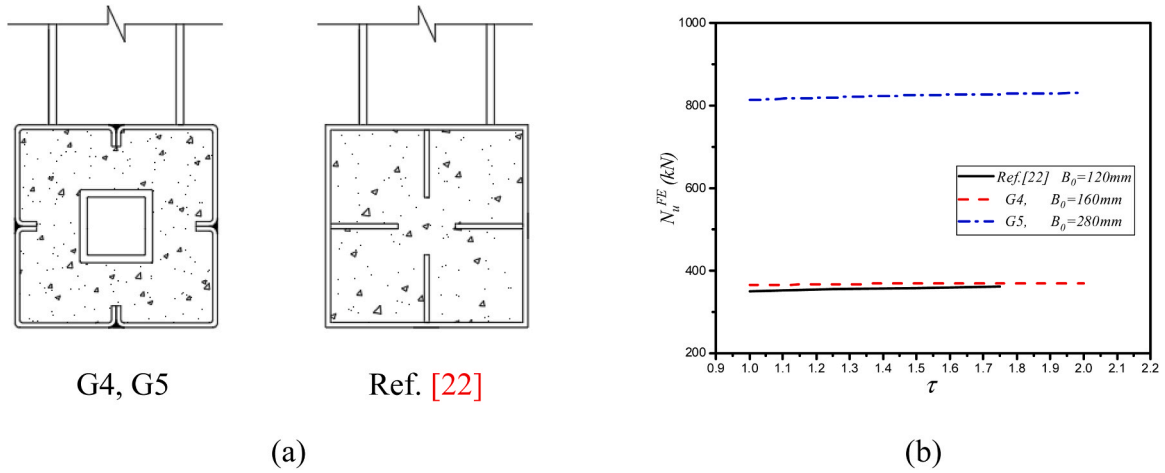 G4, G5
Ref. [22]
(a)
1000
800
600
400
200
N_u^FE (kN)
0.9 1.0 1.1 1.2 1.3 1.4 1.5 1.6 1.7 1.8 1.9 2.0 2.1 2.2
τ
Ref.[22] B_0=120mm
G4, B_0=160mm
G5, B_0=280mm
(b)